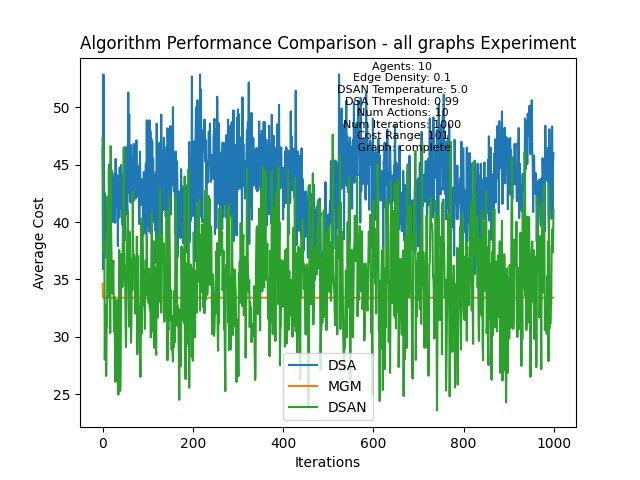 Algorithm Performance Comparison - all graphs Experiment
Agents: 10
Edge Density: 0.1
DSAN Temperature: 5.0
DSA Threshold: 0.99
Num Actions: 10
Num Iterations: 1000
Cost Range: 101
Graph: complete
Average Cost
50
45
40
35
30
25
DSA
MGM
DSAN
0
200
400
600
800
1000
Iterations